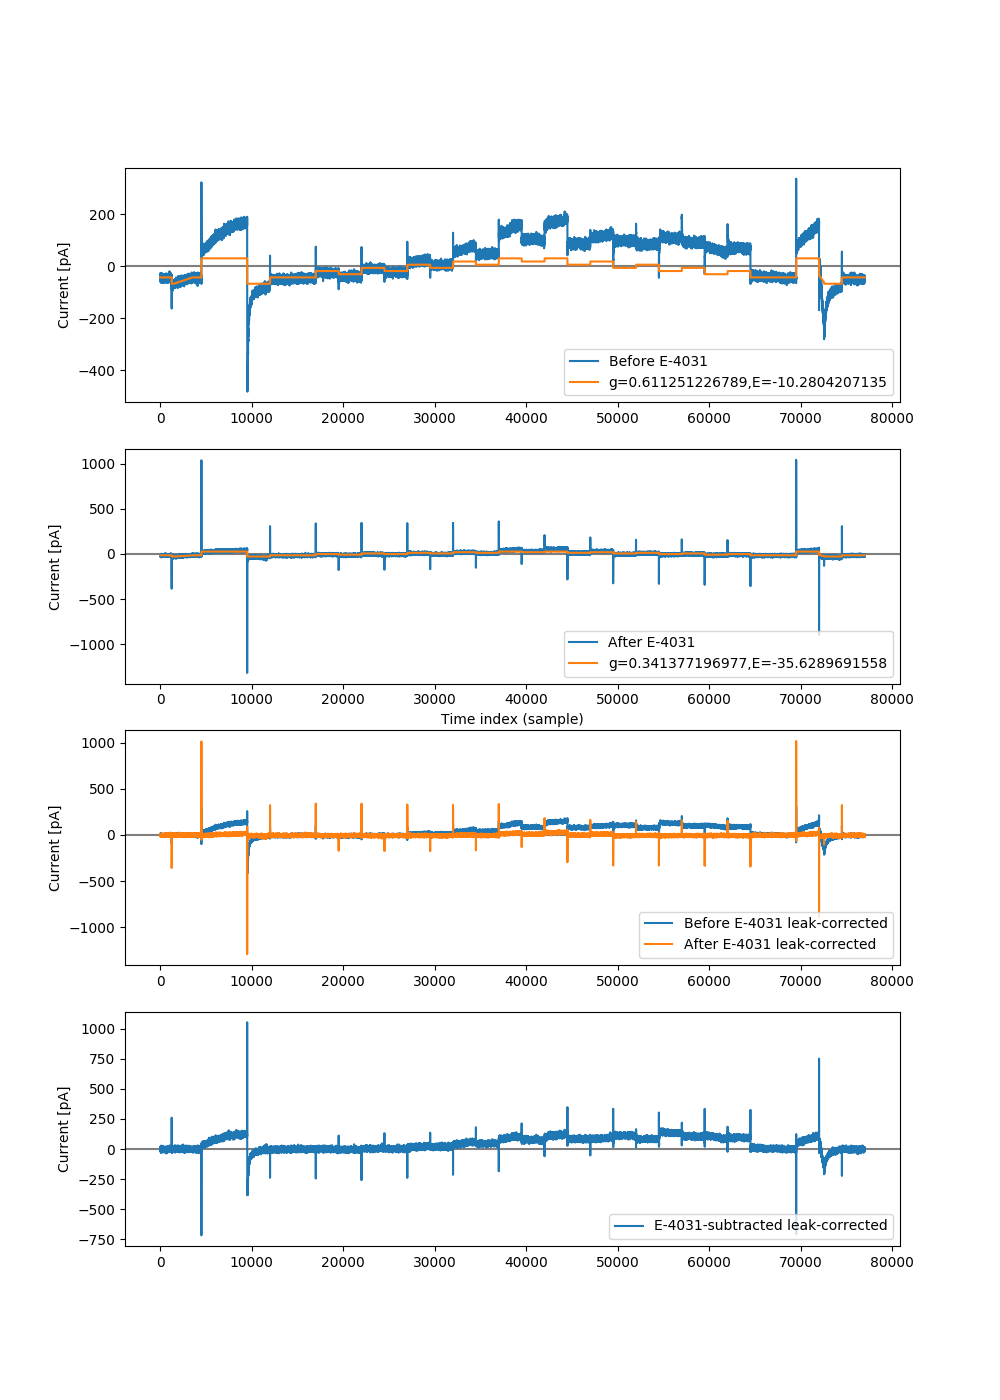 200
0
−200
−400
Current [pA]
Before E-4031
g=0.611251226789,E=-10.2804207135
0 10000 20000 30000 40000 50000 60000 70000 80000
1000
500
0
−500
−1000
Current [pA]
After E-4031
g=0.341377196977,E=-35.6289691558
0 10000 20000 30000 40000 50000 60000 70000 80000
Time index (sample)
1000
500
0
−500
−1000
Current [pA]
Before E-4031 leak-corrected
After E-4031 leak-corrected
0 10000 20000 30000 40000 50000 60000 70000 80000
1000
750
500
250
0
−250
−500
−750
Current [pA]
E-4031-subtracted leak-corrected
0 10000 20000 30000 40000 50000 60000 70000 80000